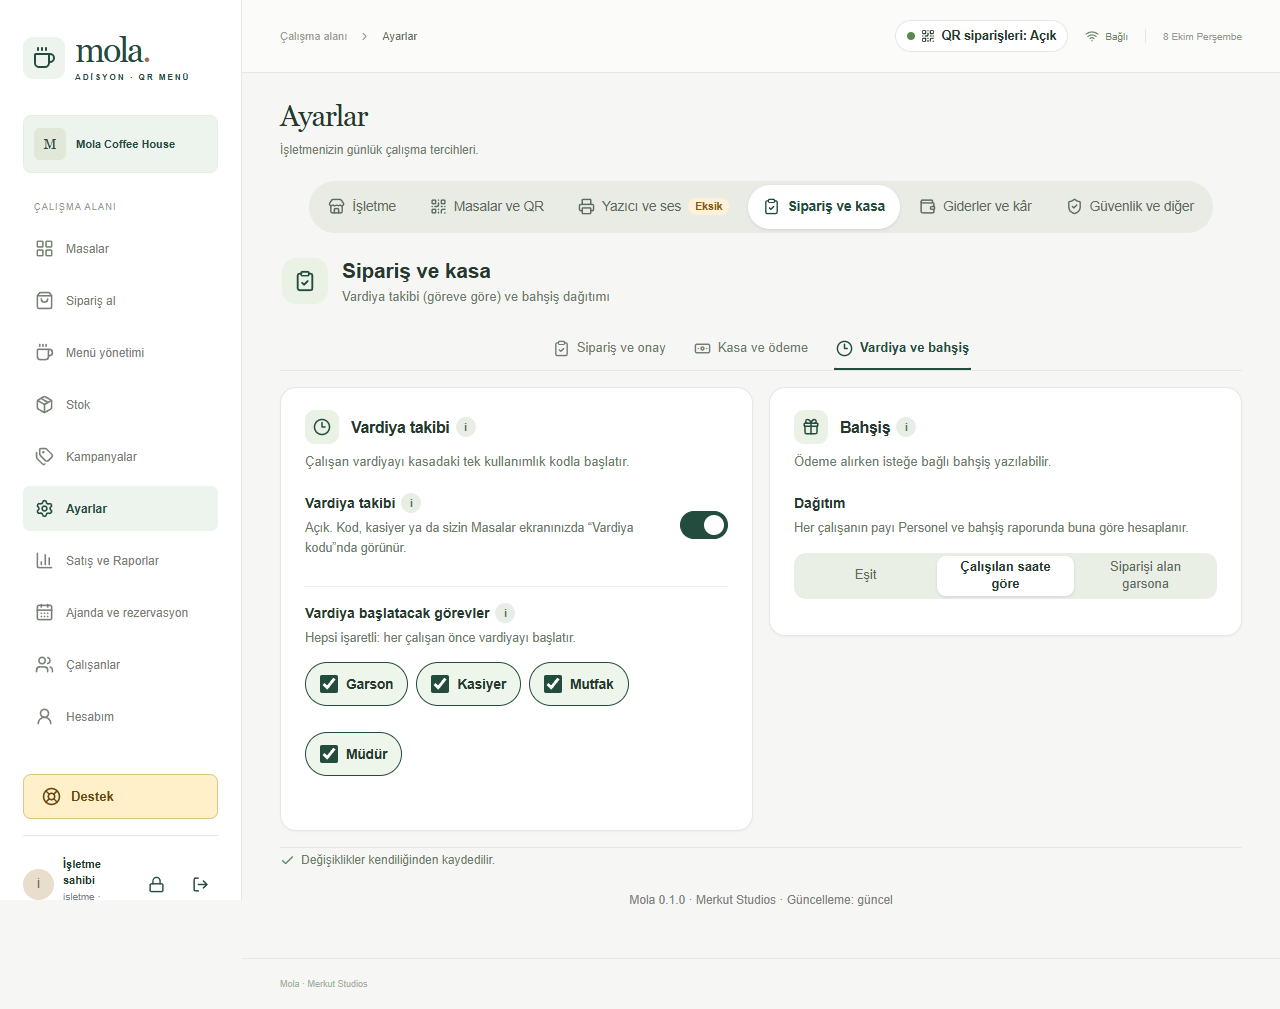 mola.
ADİSYON · QR MENÜ
M
Mola Coffee House
ÇALIŞMA ALANI
Masalar
Sipariş al
Menü yönetimi
Stok
Kampanyalar
Ayarlar
Satış ve Raporlar
Ajanda ve rezervasyon
Çalışanlar
Hesabım
Destek
İ
İşletme
sahibi
işletme ·
Çalışma alanı > Ayarlar
QR siparişleri: Açık
Bağlı
8 Ekim Perşembe
Ayarlar
İşletmenizin günlük çalışma tercihleri.
İşletme
Masalar ve QR
Yazıcı ve ses Eksik
Sipariş ve kasa
Giderler ve kâr
Güvenlik ve diğer
Sipariş ve kasa
Vardiya takibi (göreve göre) ve bahşiş dağıtımı
Sipariş ve onay
Kasa ve ödeme
Vardiya ve bahşiş
Vardiya takibi i
Çalışan vardiyayı kasadaki tek kullanımlık kodla başlatır.
Vardiya takibi i
Açık. Kod, kasiyer ya da sizin Masalar ekranınızda “Vardiya
kodu”nda görünür.
Vardiya başlatacak görevler i
Hepsi işaretli: her çalışan önce vardiyayı başlatır.
Garson
Kasiyer
Mutfak
Müdür
Bahşiş i
Ödeme alırken isteğe bağlı bahşiş yazılabilir.
Dağıtım
Her çalışanın payı Personel ve bahşiş raporunda buna göre hesaplanır.
Eşit
Çalışılan saate
göre
Siparişi alan
garsona
Değişiklikler kendiliğinden kaydedilir.
Mola 0.1.0 · Merkut Studios · Güncelleme: güncel
Mola · Merkut Studios